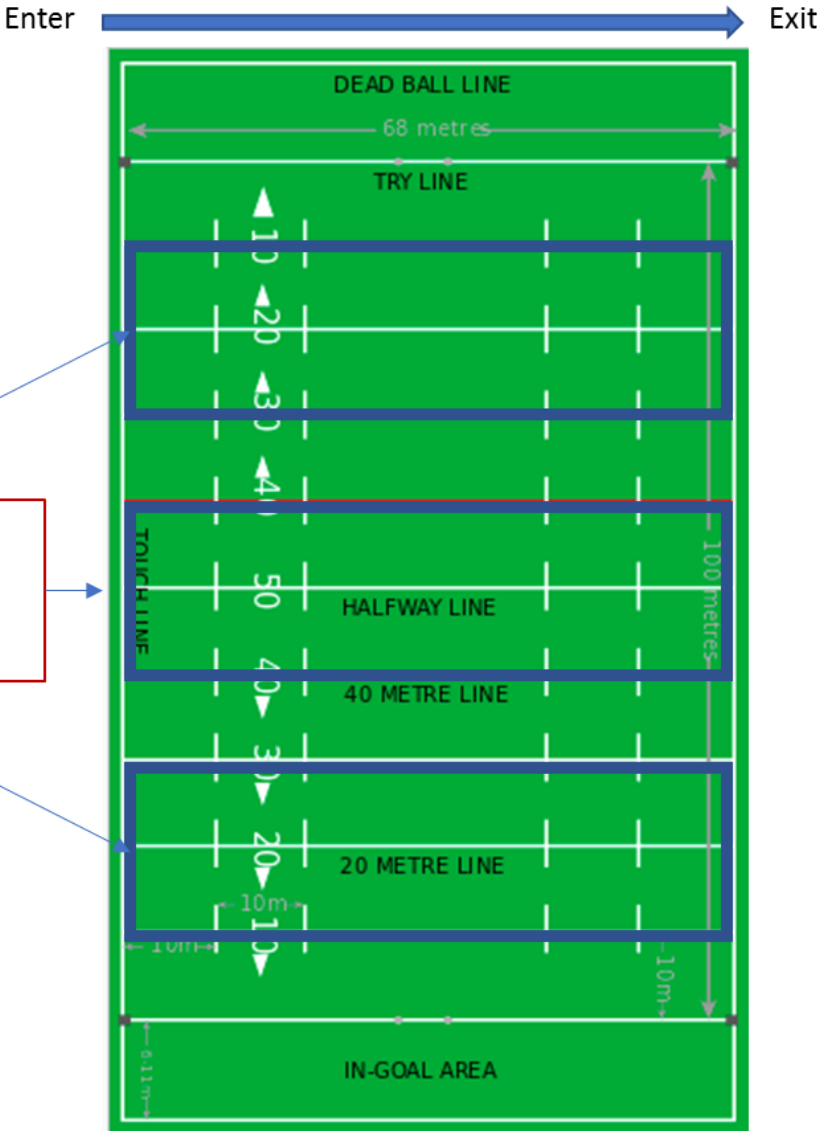 Enter
Exit
DEAD BALL LINE
68 metres
TRY LINE
10
20
30
40
TOUCH LINE
50
HALFWAY LINE
100 metres
40
40 METRE LINE
30
20
20 METRE LINE
10m
10
10m
10m
IN-GOAL AREA